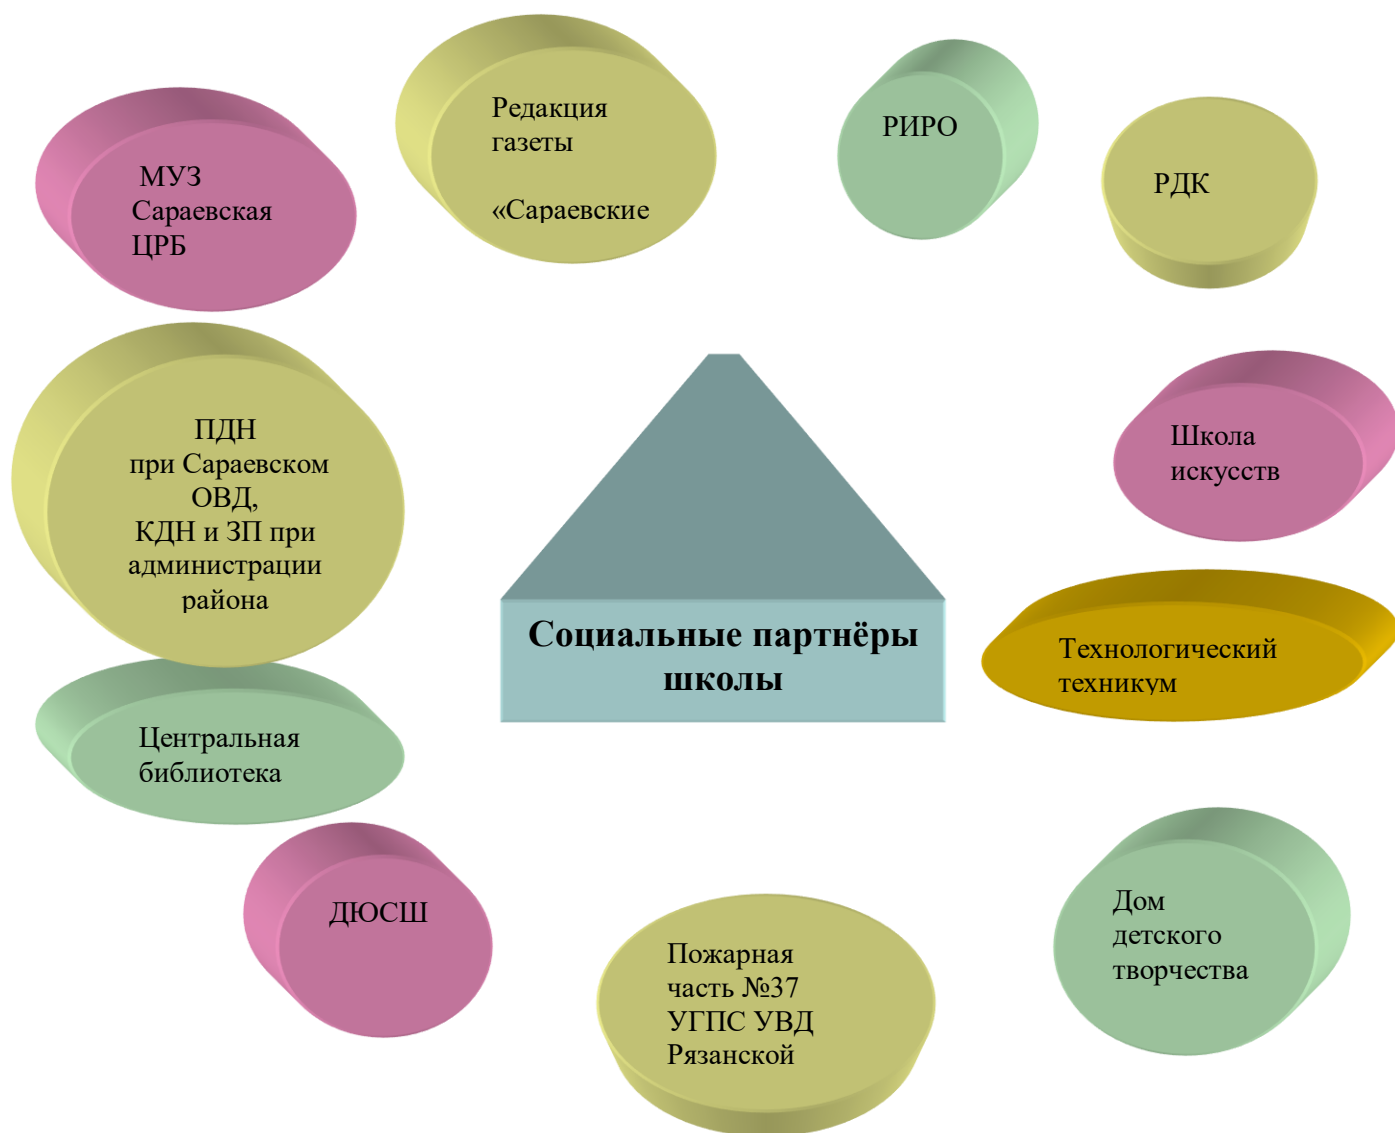 Редакция
газеты
«Сараевские
РИРО
РДК
МУЗ
Сараевская
ЦРБ
ПДН
при Сараевском
ОВД,
КДН и ЗП при
администрации
района
Школа
искусств
Социальные партнёры
школы
Технологический
техникум
Центральная
библиотека
ДЮСШ
Пожарная
часть №37
УГПС УВД
Рязанской
Дом
детского
творчества